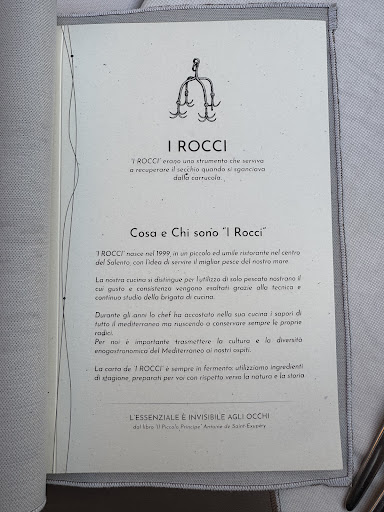 I ROCCI
"I ROCCI" erano uno strumento che serviva
a recuperare il secchio quando si sganciava
dalla carrucola.
Cosa e Chi sono "I Rocci"
"I ROCCI" nasce nel 1999, in un piccolo ed umile ristorante nel centro
del Salento, con l'idea di servire il miglior pesce del nostro mare.
La nostra cucina si distingue per l'utilizzo di solo pescato nostrano il
cui gusto e consistenza vengono esaltati grazie alla tecnica e
continuo studio della brigata di cucina.
Durante gli anni lo chef ha accostato nella sua cucina i sapori di
tutto il mediterraneo ma riuscendo a conservare sempre le proprie
radici.
Per noi è importante trasmettere la cultura e la diversità
enogastronomica del Mediterraneo ai nostri ospiti.
La carta de "I ROCCI" è sempre in fermento: utilizziamo ingredienti
di stagione, preparati per voi con rispetto verso la natura e la storia.
L'ESSENZIALE È INVISIBILE AGLI OCCHI
dal libro "Il Piccolo Principe" Antoine de Saint-Exupéry